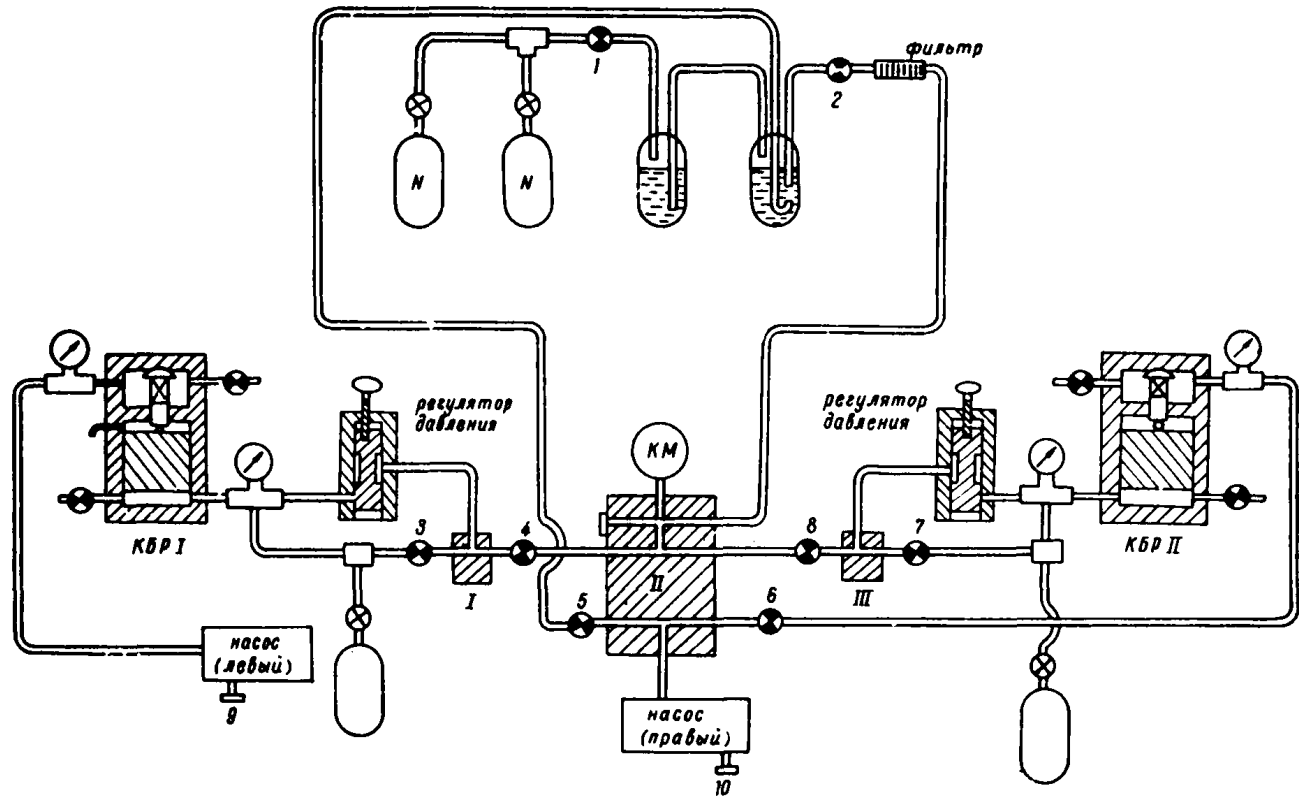 фильтр
1
2
N
N
регулятор
давления
регулятор
давления
КМ
КБР I
КБР II
3
4
8
7
I
II
III
5
6
насос
(левый)
9
насос
(правый)
10